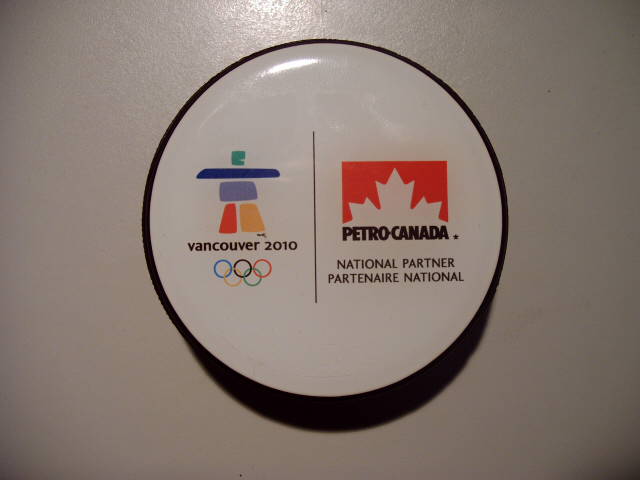 vancouver 2010
PETRO-CANADA
NATIONAL PARTNER
PARTENAIRE NATIONAL